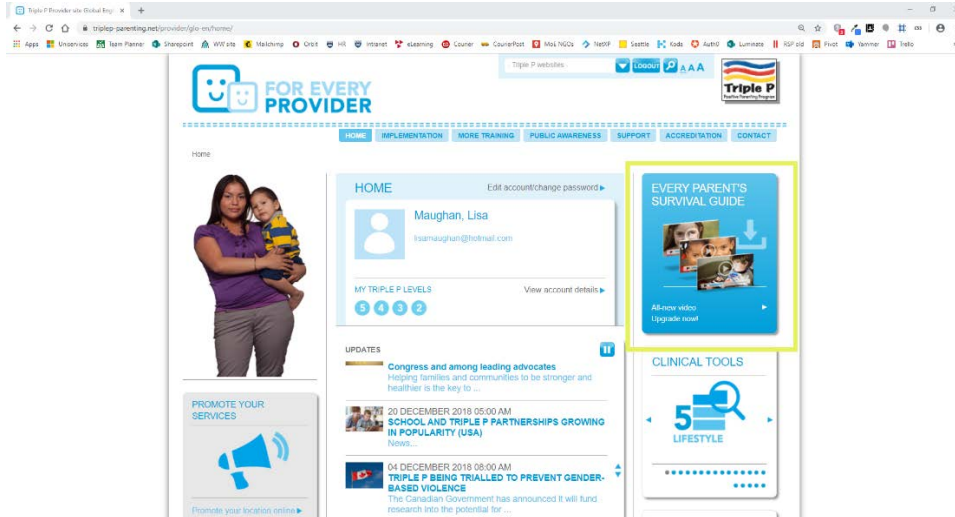 Triple P Provider site Global Engl
triplep-parenting.net/provider/glo-en/home/
Apps Uniservices Team Planner Sharepoint WW site Mailchimp Orbit HR Intranet eLearning Courier CourierPost MoE NGOs NetXP Seattle Kods Auth0 Luminate RSP old Pivot Yammer Trello
FOR EVERY
PROVIDER
Triple P websites
LOGOUT
A A A
Triple P
Positive Parenting Program
HOME IMPLEMENTATION MORE TRAINING PUBLIC AWARENESS SUPPORT ACCREDITATION CONTACT
Home
HOME
Edit account/change password
Maughan, Lisa
lisamaughan@hotmail.com
MY TRIPLE P LEVELS
View account details
5 4 3 2
UPDATES
Congress and among leading advocates
Helping families and communities to be stronger and
healthier is the key to ...
20 DECEMBER 2018 05:00 AM
SCHOOL AND TRIPLE P PARTNERSHIPS GROWING
IN POPULARITY (USA)
News...
04 DECEMBER 2018 08:00 AM
TRIPLE P BEING TRIALLED TO PREVENT GENDER-
BASED VIOLENCE
The Canadian Government has announced it will fund
research into the potential for ...
PROMOTE YOUR
SERVICES
Promote your location online
EVERY PARENT'S
SURVIVAL GUIDE
All-new video
Upgrade now!
CLINICAL TOOLS
5
LIFESTYLE